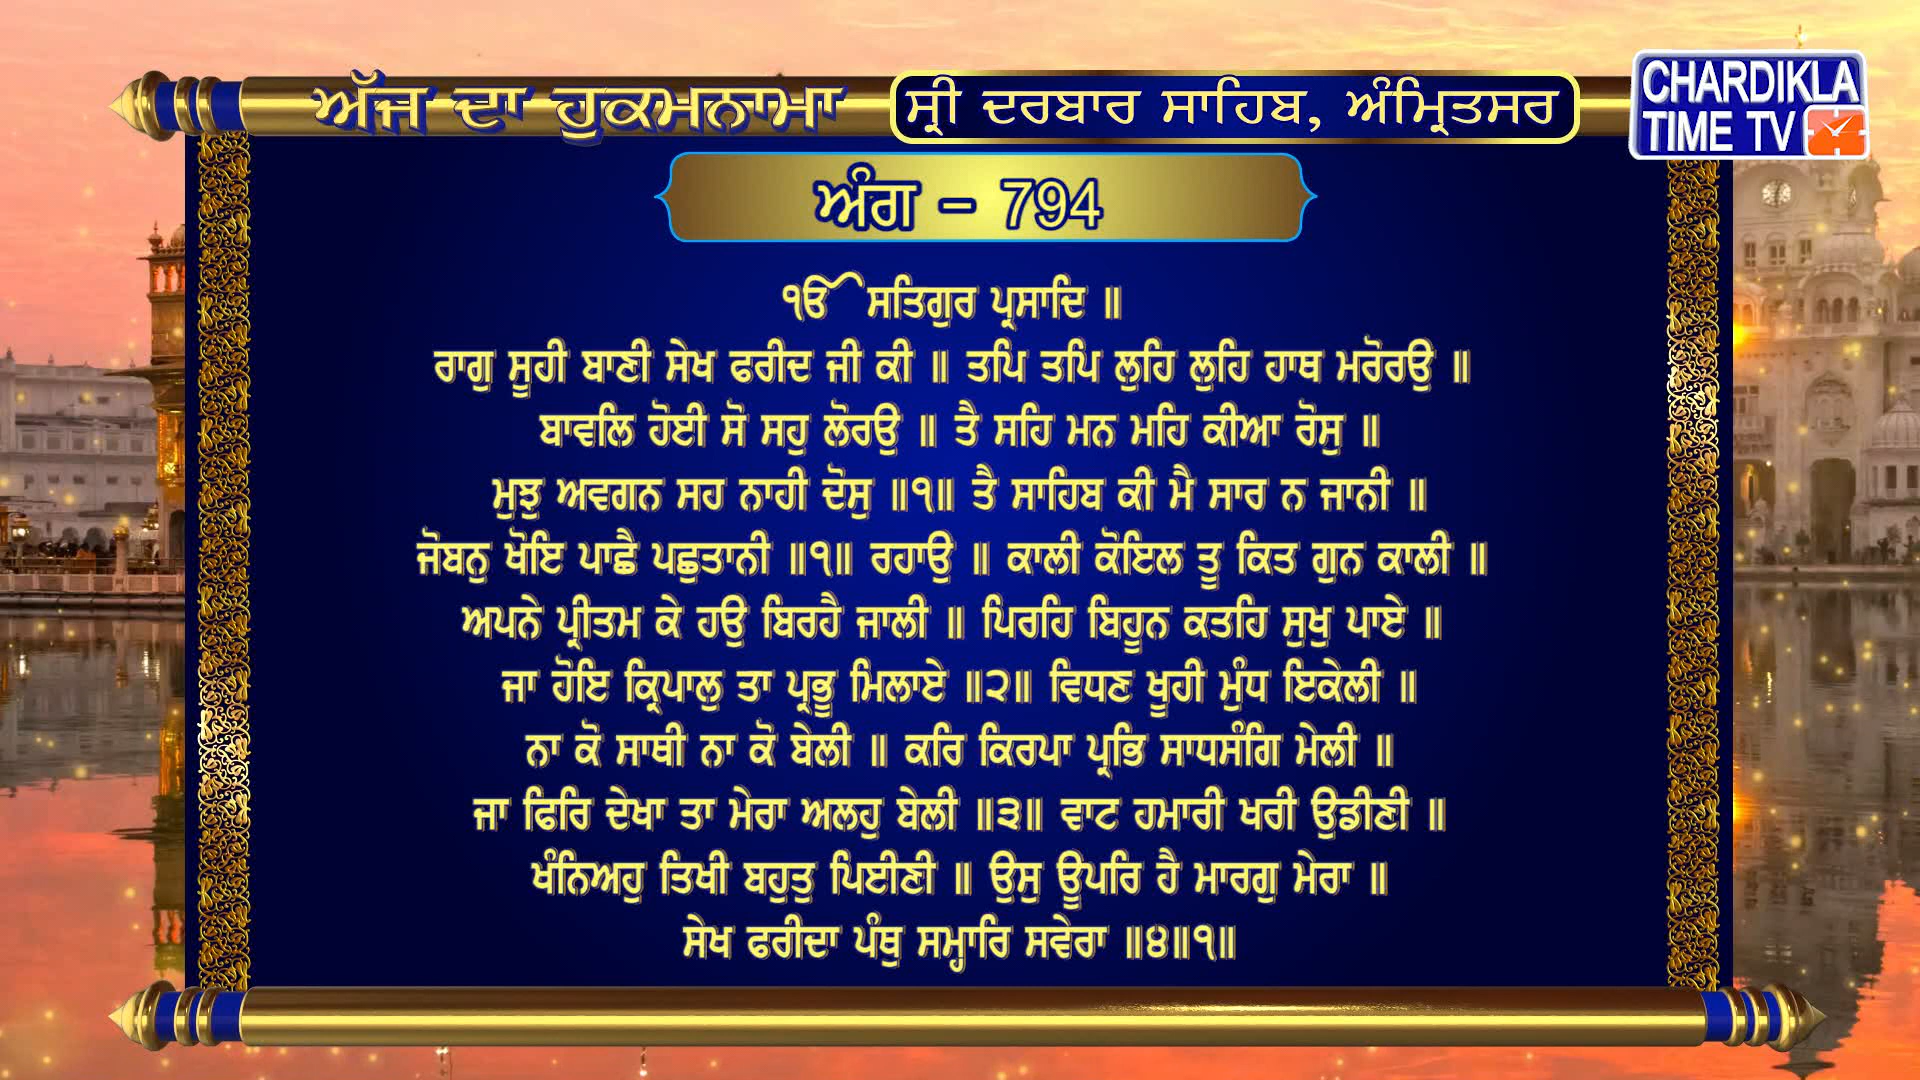 ਅੱਜ ਦਾ ਹੁਕਮਨਾਮਾ
ਸ੍ਰੀ ਦਰਬਾਰ ਸਾਹਿਬ, ਅੰਮ੍ਰਿਤਸਰ
CHARDIKLA
TIME TV
ਅੰਗ - 794
ੴ ਸਤਿਗੁਰ ਪ੍ਰਸਾਦਿ ॥
ਰਾਗੁ ਸੂਹੀ ਬਾਣੀ ਸੇਖ ਫਰੀਦ ਜੀ ਕੀ ॥ ਤਪਿ ਤਪਿ ਲੁਹਿ ਲੁਹਿ ਹਾਥ ਮਰੋਰਉ ॥
ਬਾਵਲਿ ਹੋਈ ਸੋ ਸਹੁ ਲੋਰਉ ॥ ਤੈ ਸਹਿ ਮਨ ਮਹਿ ਕੀਆ ਰੋਸੁ ॥
ਮੁਝੁ ਅਵਗਨ ਸਹ ਨਾਹੀ ਦੋਸੁ ॥੧॥ ਤੈ ਸਾਹਿਬ ਕੀ ਮੈ ਸਾਰ ਨ ਜਾਨੀ ॥
ਜੋਬਨੁ ਖੋਇ ਪਾਛੈ ਪਛੁਤਾਨੀ ॥੧॥ ਰਹਾਉ ॥ ਕਾਲੀ ਕੋਇਲ ਤੂ ਕਿਤ ਗੁਨ ਕਾਲੀ ॥
ਅਪਨੇ ਪ੍ਰੀਤਮ ਕੇ ਹਉ ਬਿਰਹੈ ਜਾਲੀ ॥ ਪਿਰਹਿ ਬਿਹੂਨ ਕਤਹਿ ਸੁਖੁ ਪਾਏ ॥
ਜਾ ਹੋਇ ਕ੍ਰਿਪਾਲੁ ਤਾ ਪ੍ਰਭੂ ਮਿਲਾਏ ॥੨॥ ਵਿਧਣ ਖੂਹੀ ਮੁੰਧ ਇਕੇਲੀ ॥
ਨਾ ਕੋ ਸਾਥੀ ਨਾ ਕੋ ਬੇਲੀ ॥ ਕਰਿ ਕਿਰਪਾ ਪ੍ਰਭਿ ਸਾਧਸੰਗਿ ਮੇਲੀ ॥
ਜਾ ਫਿਰਿ ਦੇਖਾ ਤਾ ਮੇਰਾ ਅਲਹੁ ਬੇਲੀ ॥੩॥ ਵਾਟ ਹਮਾਰੀ ਖਰੀ ਉਡੀਣੀ ॥
ਖੰਨਿਅਹੁ ਤਿਖੀ ਬਹੁਤੁ ਪਿਈਣੀ ॥ ਉਸੁ ਊਪਰਿ ਹੈ ਮਾਰਗੁ ਮੇਰਾ ॥
ਸੇਖ ਫਰੀਦਾ ਪੰਥੁ ਸਮ੍ਹਾਰਿ ਸਵੇਰਾ ॥੪॥੧॥